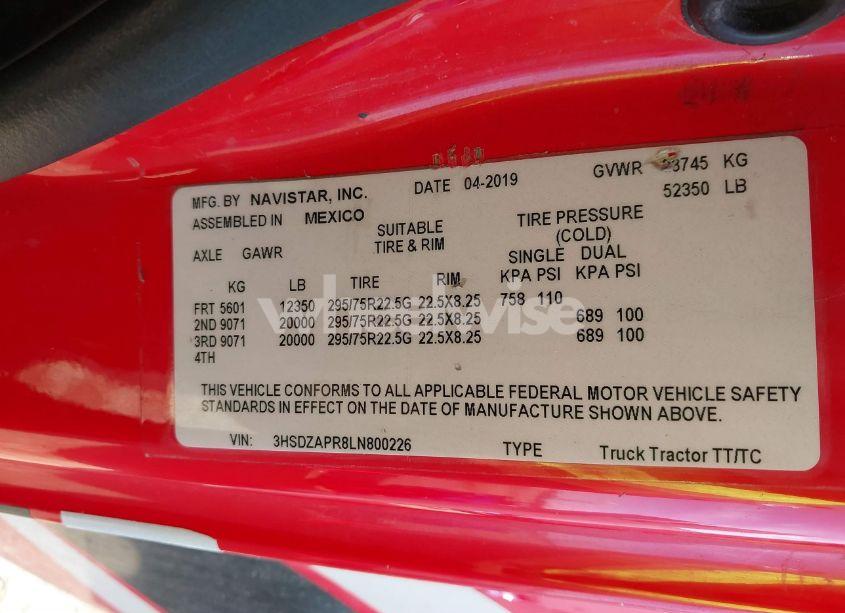 MFG. BY NAVISTAR, INC. DATE 04-2019 GVWR 3745 KG
ASSEMBLED IN MEXICO 52350 LB
SUITABLE TIRE PRESSURE
TIRE & RIM (COLD)
AXLE GAWR SINGLE DUAL
KG LB TIRE RIM KPA PSI KPA PSI
FRT 5601 12350 295/75R22.5G 22.5X8.25 758 110
2ND 9071 20000 295/75R22.5G 22.5X8.25 689 100
3RD 9071 20000 295/75R22.5G 22.5X8.25 689 100
4TH
THIS VEHICLE CONFORMS TO ALL APPLICABLE FEDERAL MOTOR VEHICLE SAFETY
STANDARDS IN EFFECT ON THE DATE OF MANUFACTURE SHOWN ABOVE.
VIN: 3HSDZAPR8LN800226 TYPE Truck Tractor TT/TC